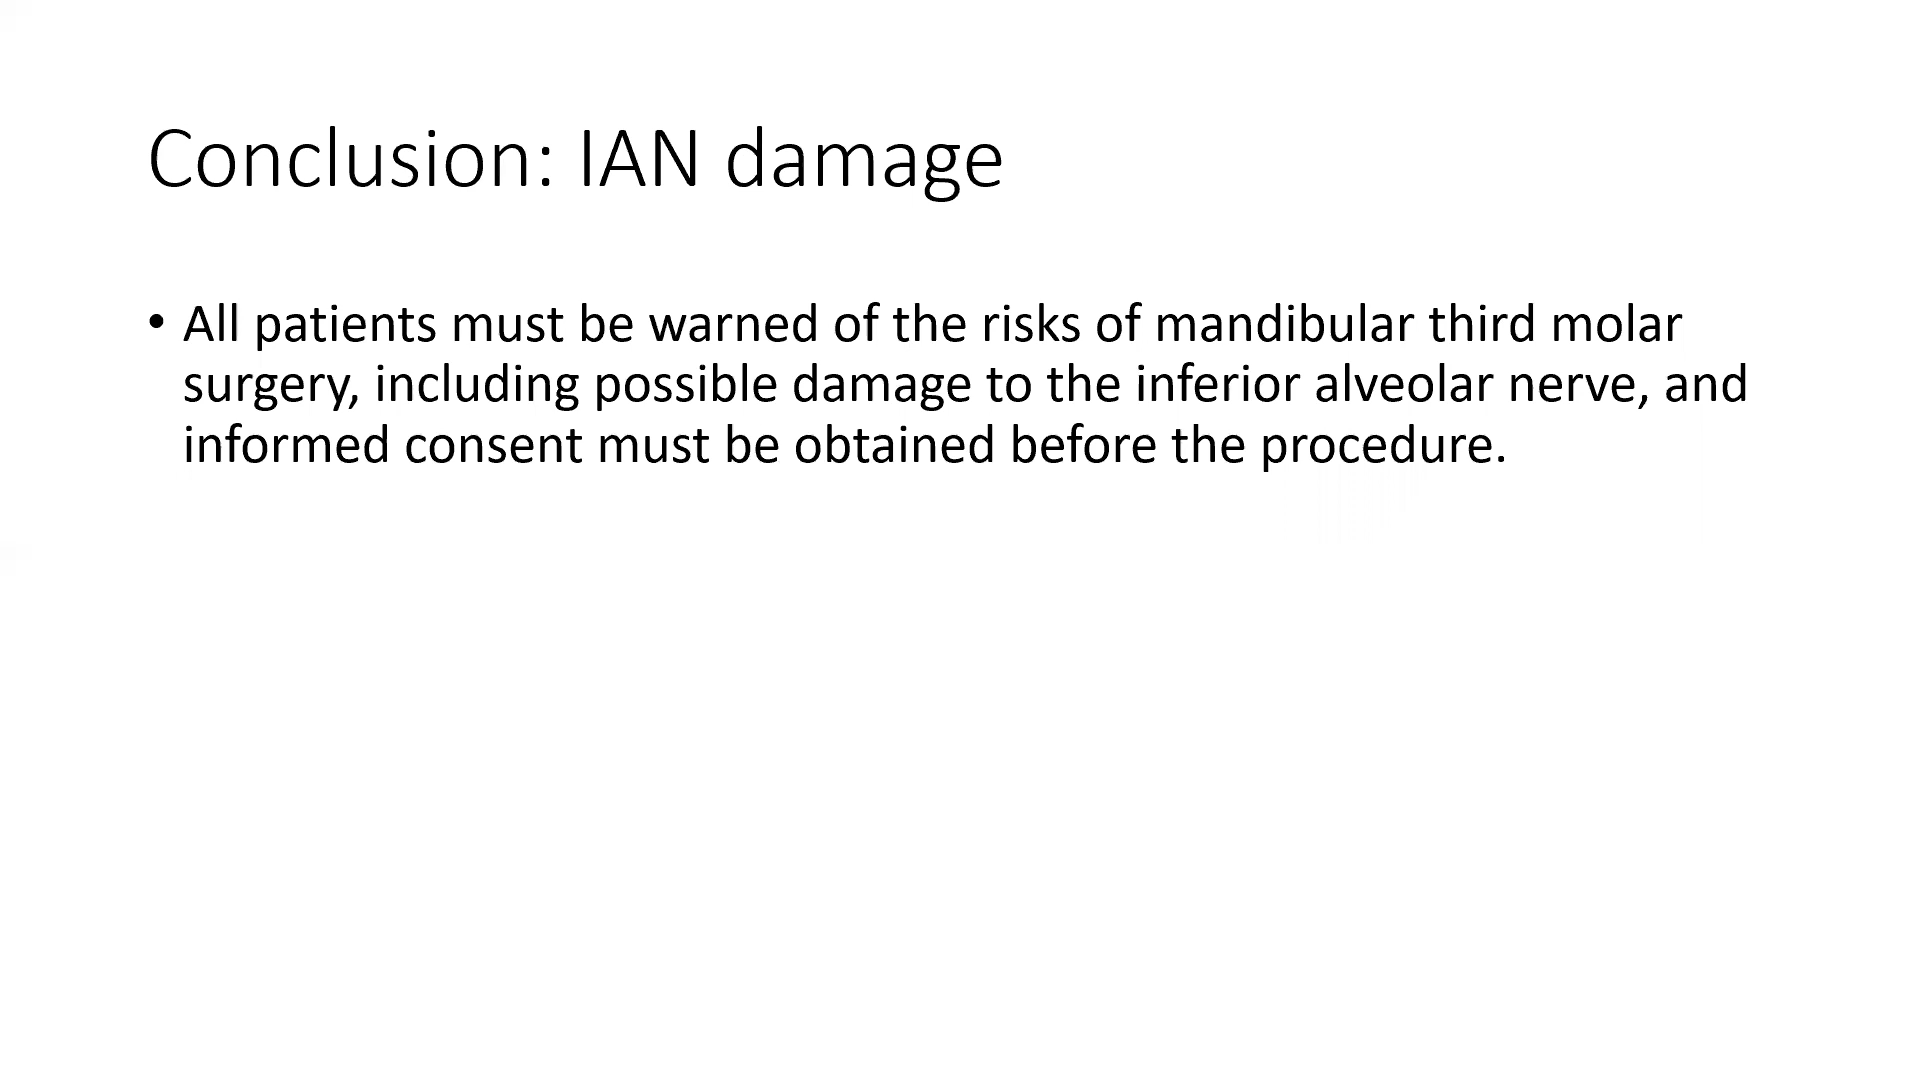 Conclusion: IAN damage
• All patients must be warned of the risks of mandibular third molar
surgery, including possible damage to the inferior alveolar nerve, and
informed consent must be obtained before the procedure.